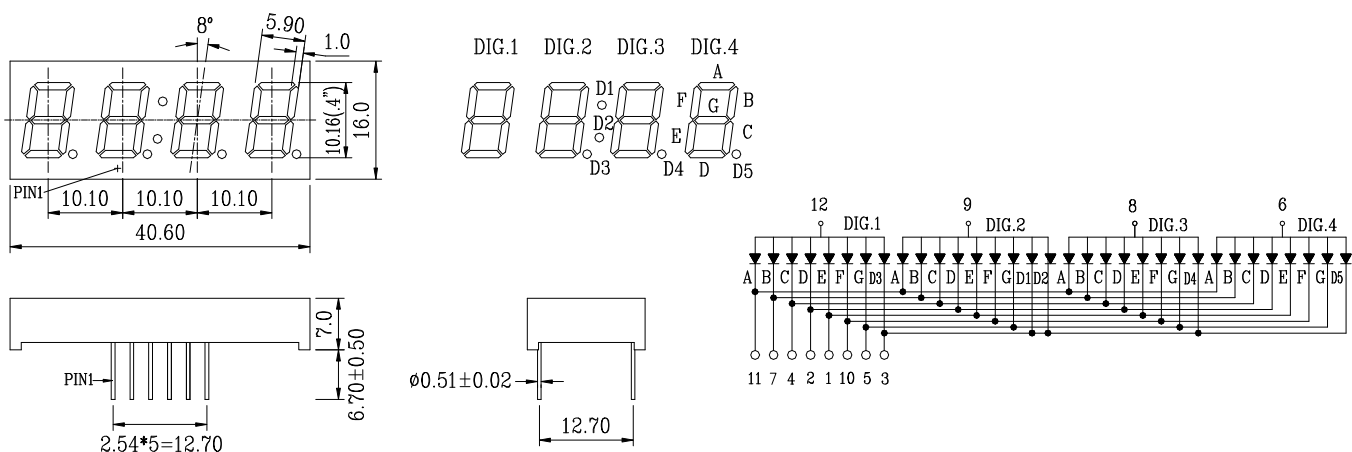 8°
5.90
1.0
10.16(.4")
16.0
PIN1
10.10 10.10 10.10
40.60
DIG.1 DIG.2 DIG.3 DIG.4
A
D1
F B
G
D2
E C
D3 D4 D D5
12 9 8 6
DIG.1 DIG.2 DIG.3 DIG.4
A B C D E F G D3 A B C D E F G D1 D2 A B C D E F G D4 A B C D E F G D5
11 7 4 2 1 10 5 3
7.0
6.70±0.50
PIN1
2.54*5=12.70
Ø0.51±0.02
12.70